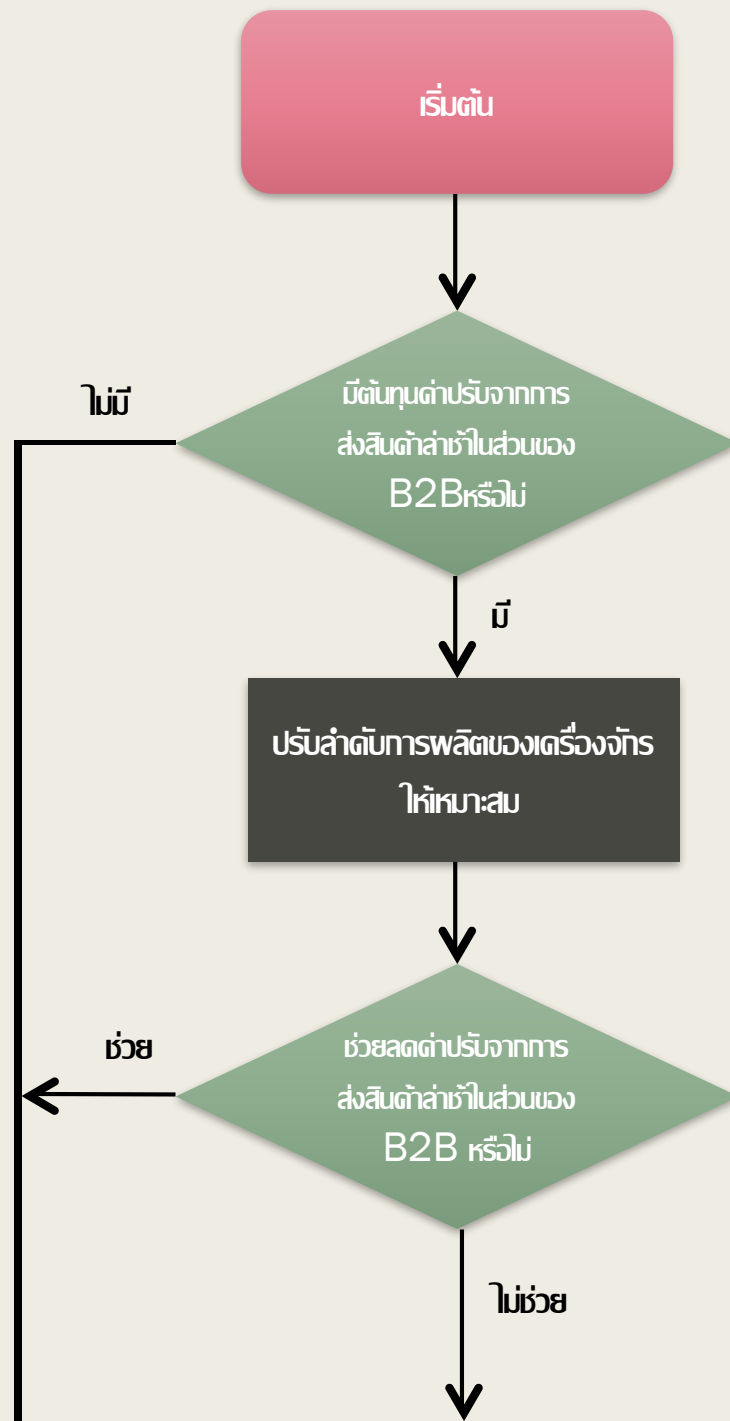 เริ่มต้น
มีต้นทุนค่าปรับจากการ
ส่งสินค้าล่าช้าในส่วนของ
B2Bหรือไม่
ไม่มี
มี
ปรับลำดับการผลิตของเครื่องจักร
ให้เหมาะสม
ช่วยลดค่าปรับจากการ
ส่งสินค้าล่าช้าในส่วนของ
B2B หรือไม่
ช่วย
ไม่ช่วย